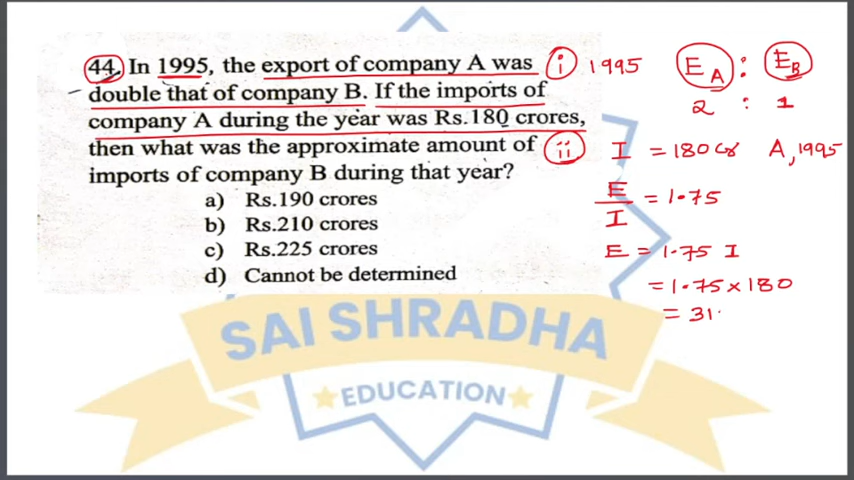 44. In 1995, the export of company A was
double that of company B. If the imports of
company A during the year was Rs.180 crores,
then what was the approximate amount of
imports of company B during that year?
a) Rs.190 crores
b) Rs.210 crores
c) Rs.225 crores
d) Cannot be determined
i 1995 EA : EB
2 : 1
ii I = 180 cr A, 1995
E/I = 1.75
E = 1.75 I
= 1.75 x 180
= 31.
SAI SHRADHA
EDUCATION